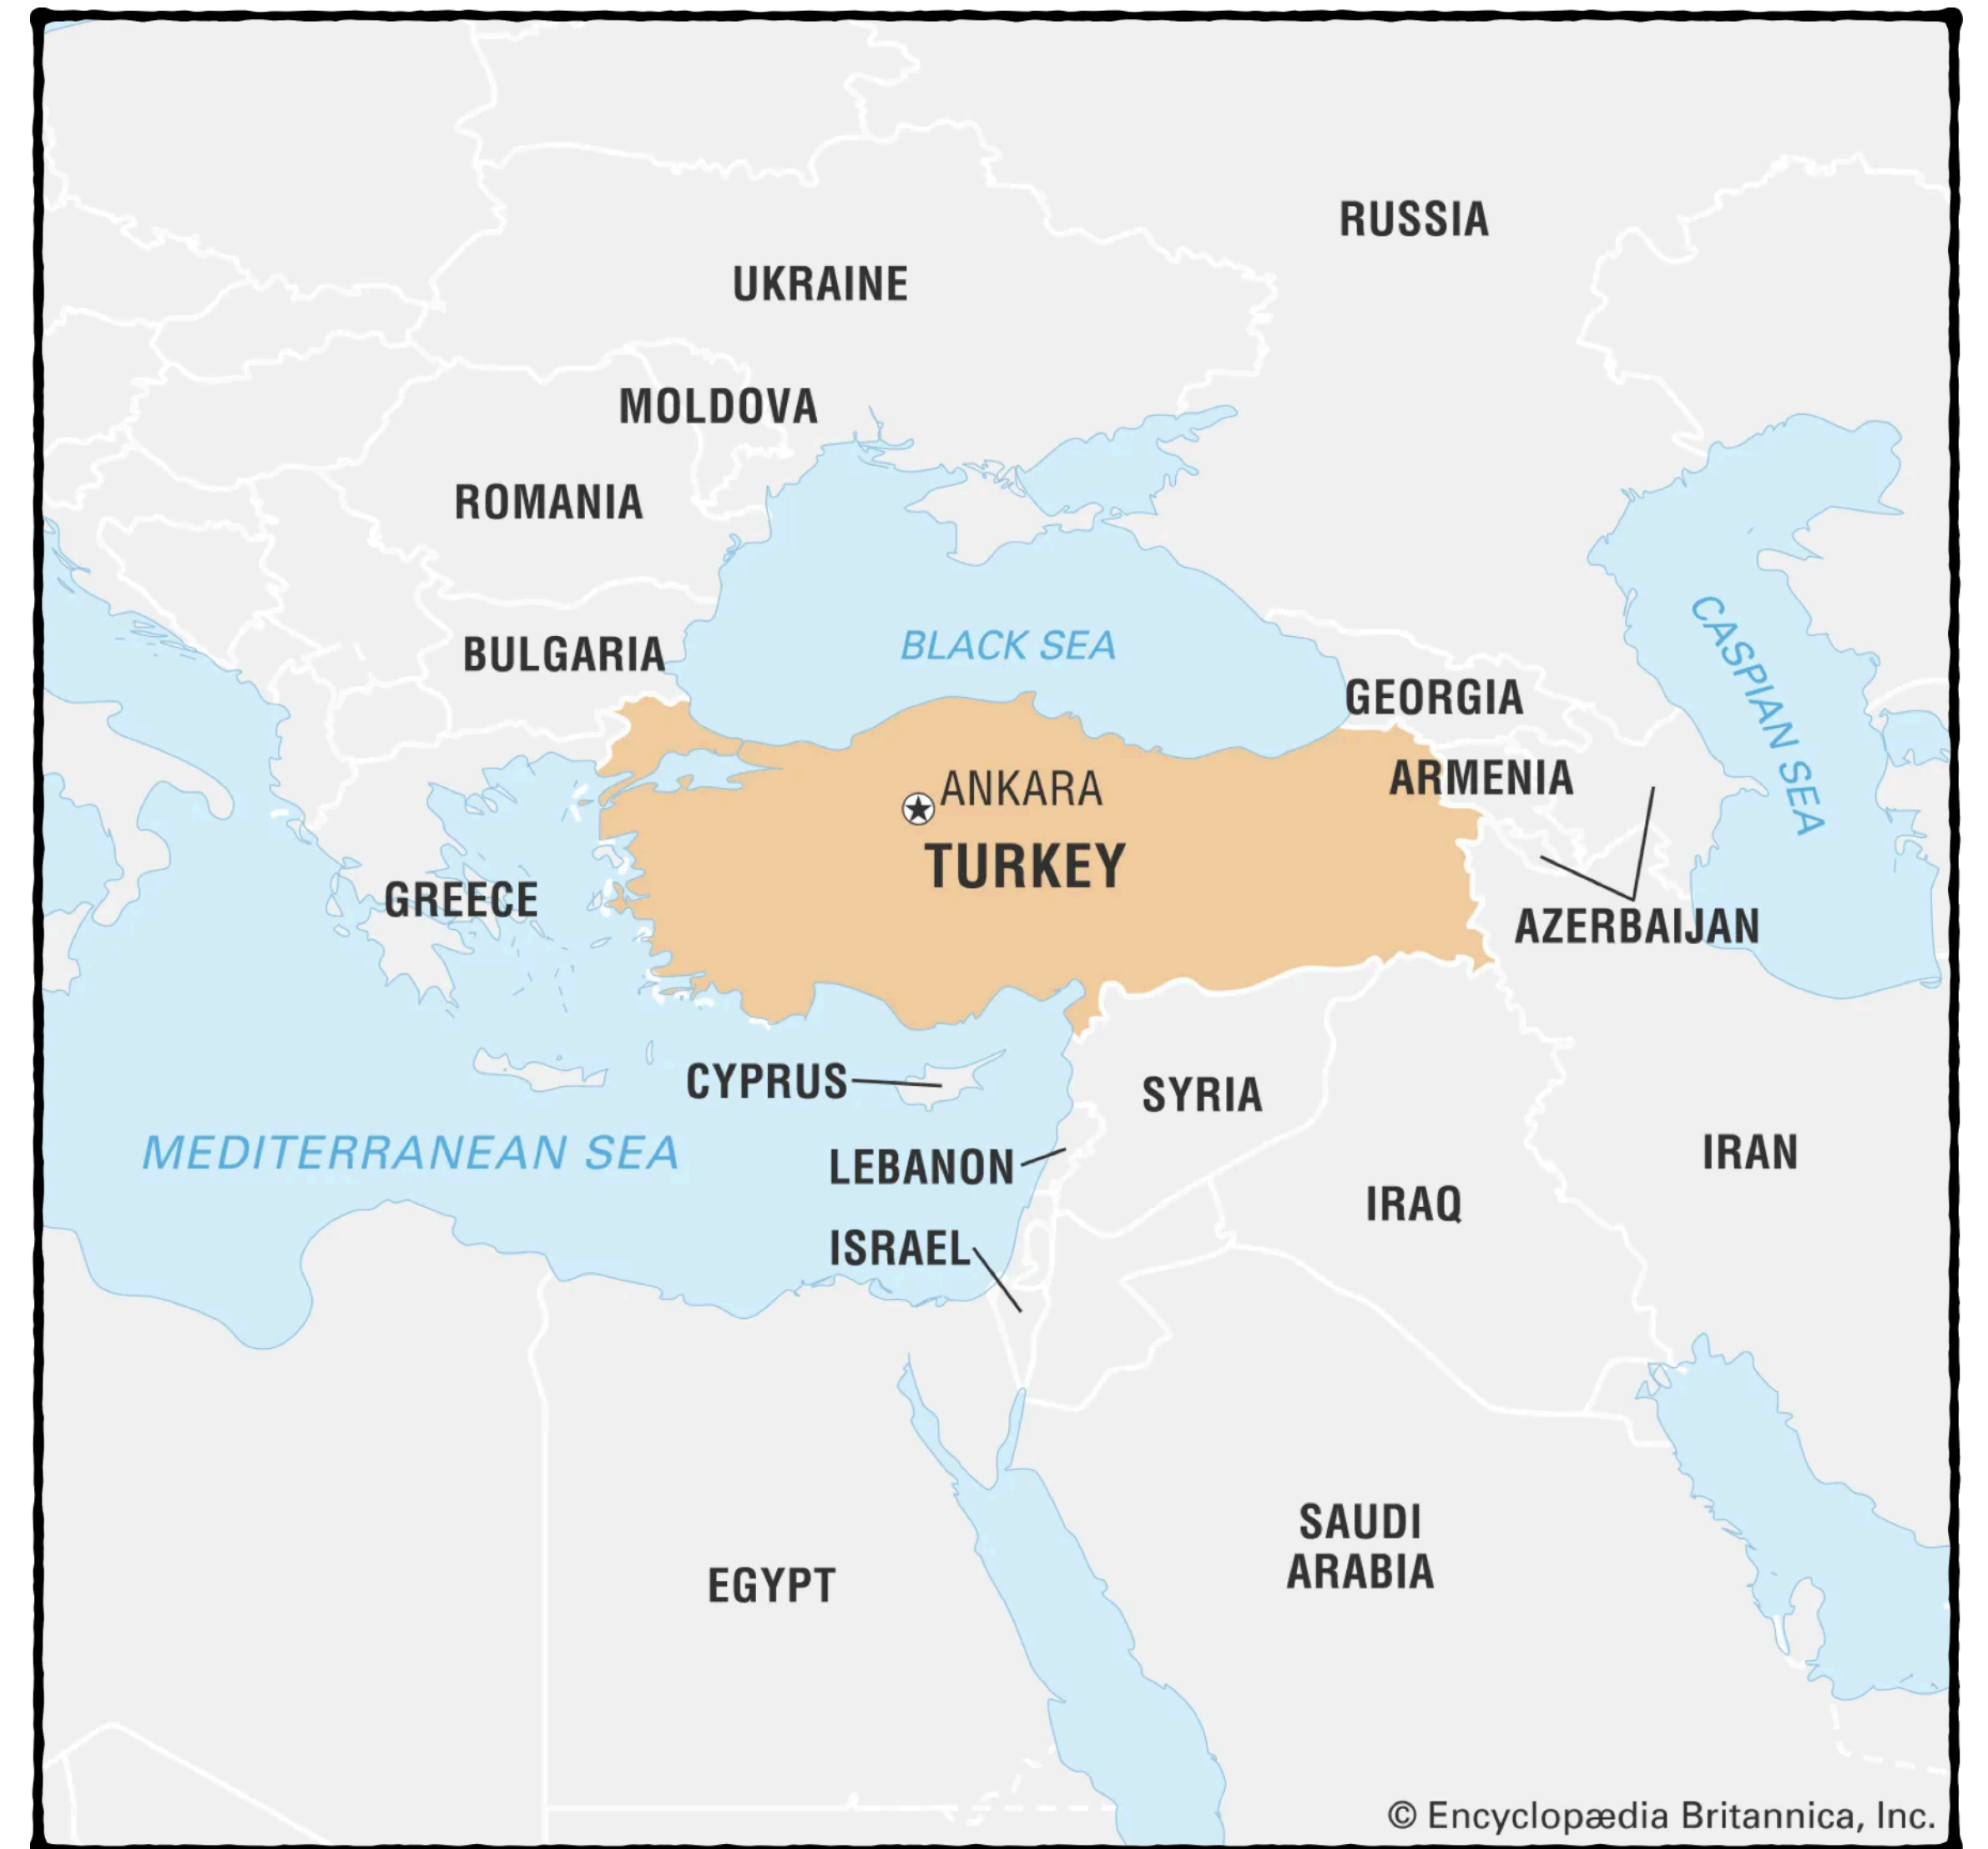 RUSSIA
UKRAINE
MOLDOVA
ROMANIA
CASPIAN SEA
BLACK SEA
BULGARIA
GEORGIA
ARMENIA
ANKARA
TURKEY
GREECE
AZERBAIJAN
CYPRUS
SYRIA
MEDITERRANEAN SEA
LEBANON
IRAN
IRAQ
ISRAEL
SAUDI
ARABIA
EGYPT
© Encyclopædia Britannica, Inc.